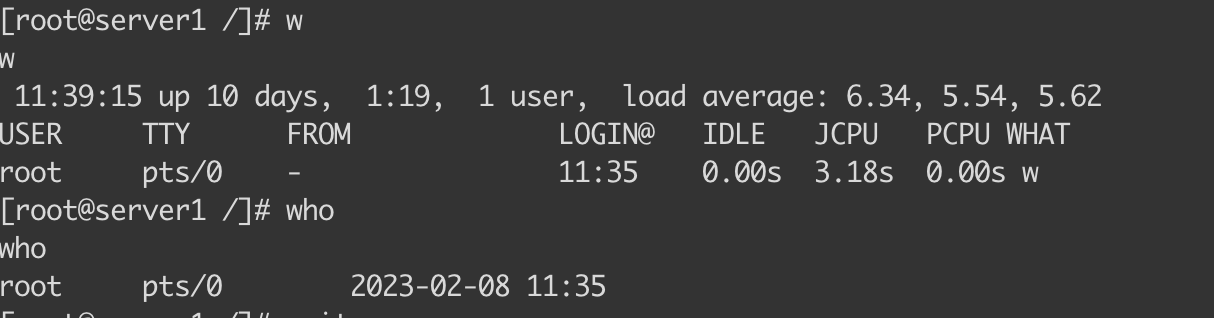 [root@server1 /]# w
w
 11:39:15 up 10 days,  1:19,  1 user,  load average: 6.34, 5.54, 5.62
USER     TTY      FROM             LOGIN@   IDLE   JCPU   PCPU WHAT
root     pts/0    -                11:35    0.00s  3.18s  0.00s w
[root@server1 /]# who
who
root     pts/0        2023-02-08 11:35
[root@server1 /]#